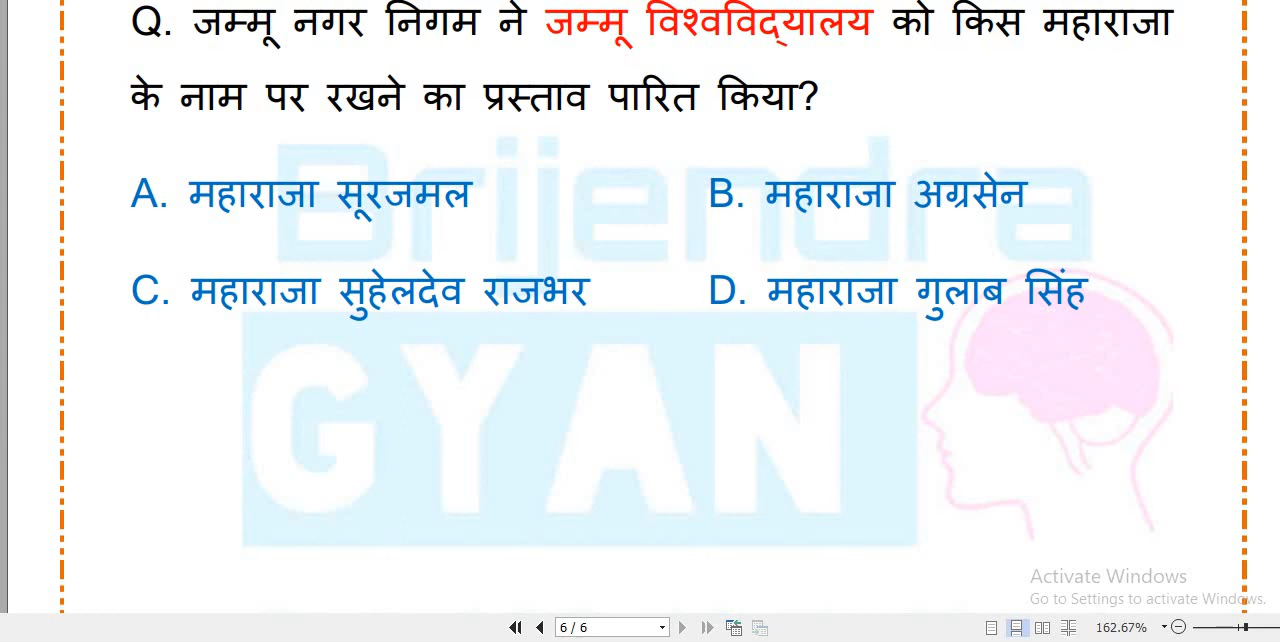 Q. जम्मू नगर निगम ने जम्मू विश्वविद्यालय को किस महाराजा
के नाम पर रखने का प्रस्ताव पारित किया?
A. महाराजा सूरजमल B. महाराजा अग्रसेन
C. महाराजा सुहेलदेव राजभर D. महाराजा गुलाब सिंह
Brijendra
GYAN
Activate Windows
Go to Settings to activate Windows.
6 / 6 162.67%